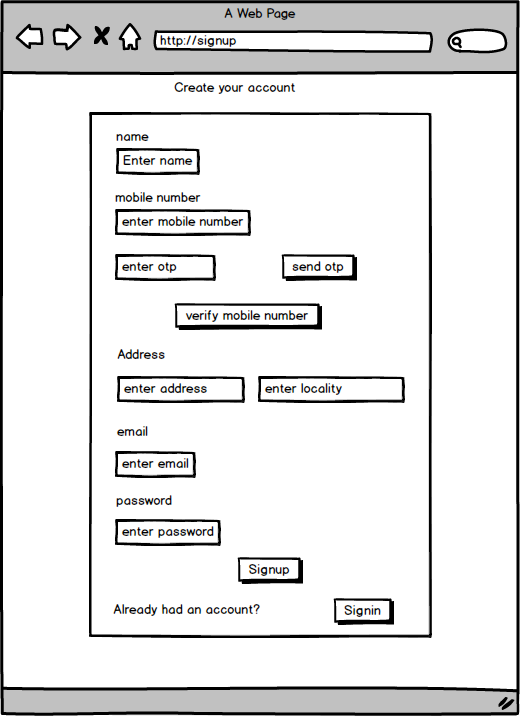 A Web Page
http://signup
Create your account
name
Enter name
mobile number
enter mobile number
enter otp
send otp
verify mobile number
Address
enter address
enter locality
email
enter email
password
enter password
Signup
Already had an account?
Signin